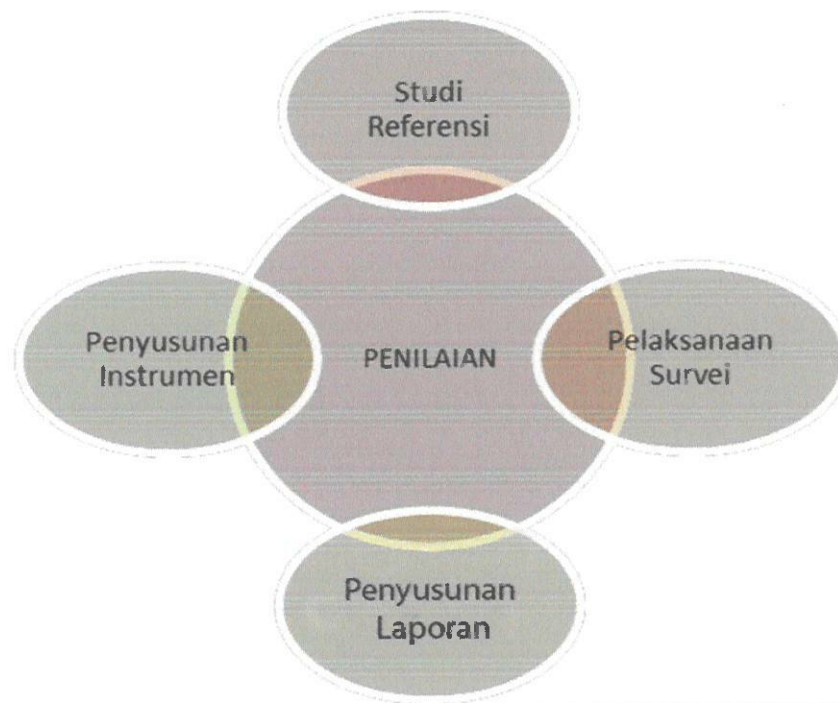 Studi
Referensi
Penyusunan
Instrumen
PENILAIAN
Pelaksanaan
Survei
Penyusunan
Laporan